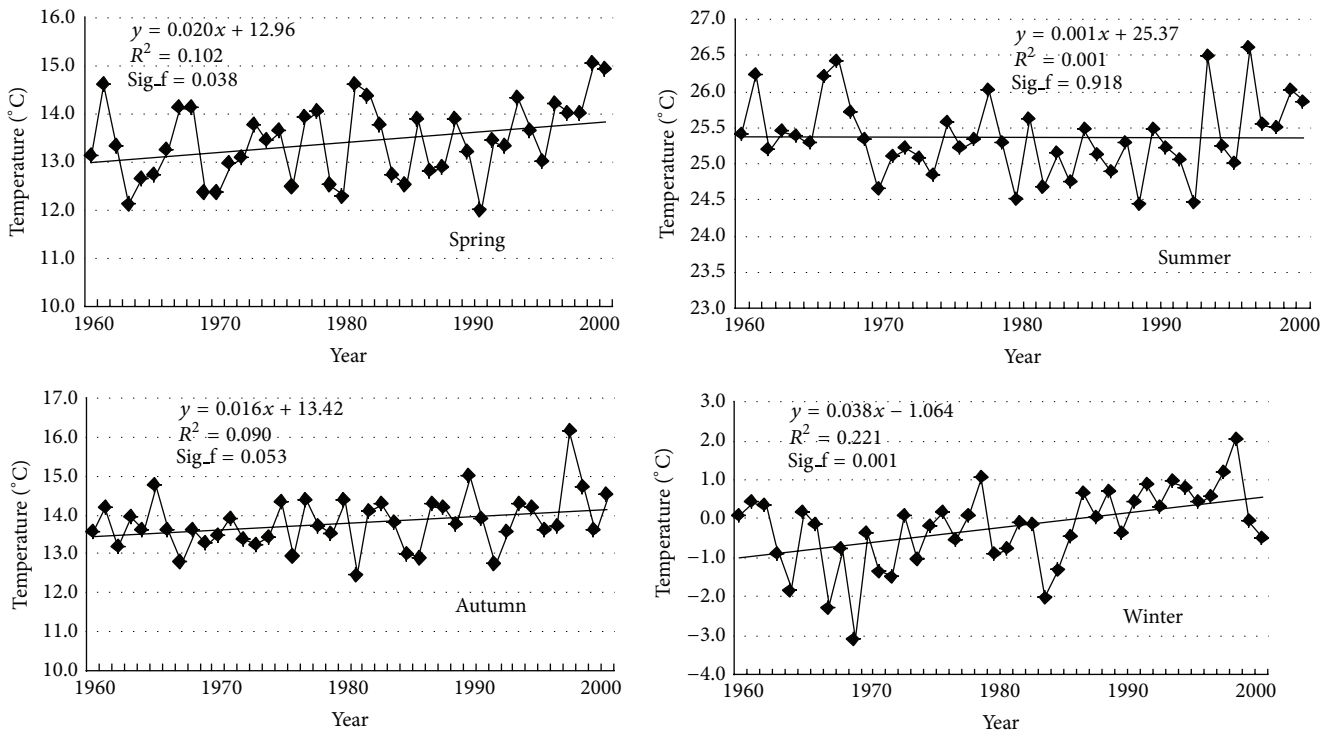 16.0
15.0
14.0
13.0
12.0
11.0
10.0
Temperature (°C)
y = 0.020x + 12.96
R² = 0.102
Sig_f = 0.038
Spring
1960 1970 1980 1990 2000
Year
27.0
26.5
26.0
25.5
25.0
24.5
24.0
23.5
23.0
Temperature (°C)
y = 0.001x + 25.37
R² = 0.001
Sig_f = 0.918
Summer
1960 1970 1980 1990 2000
Year
17.0
16.0
15.0
14.0
13.0
12.0
11.0
10.0
Temperature (°C)
y = 0.016x + 13.42
R² = 0.090
Sig_f = 0.053
Autumn
1960 1970 1980 1990 2000
Year
3.0
2.0
1.0
0.0
−1.0
−2.0
−3.0
−4.0
Temperature (°C)
y = 0.038x − 1.064
R² = 0.221
Sig_f = 0.001
Winter
1960 1970 1980 1990 2000
Year